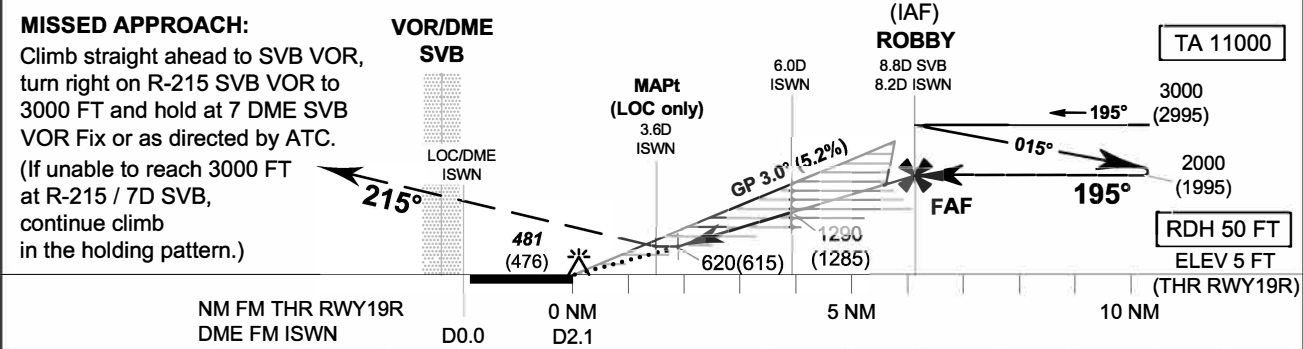 MISSED APPROACH:
Climb straight ahead to SVB VOR,
turn right on R-215 SVB VOR to
3000 FT and hold at 7 DME SVB
VOR Fix or as directed by ATC.
(If unable to reach 3000 FT
at R-215 / 7D SVB,
continue climb
in the holding pattern.)
VOR/DME
SVB
LOC/DME
ISWN
215°
481
(476)
MAPt
(LOC only)
3.6D
ISWN
GP 3.0° (5.2%)
620(615)
6.0D
ISWN
1290
(1285)
(IAF)
ROBBY
8.8D SVB
8.2D ISWN
FAF
195°
015°
195°
TA 11000
3000
(2995)
2000
(1995)
RDH 50 FT
ELEV 5 FT
(THR RWY19R)
NM FM THR RWY19R 0 NM 5 NM 10 NM
DME FM ISWN D0.0 D2.1